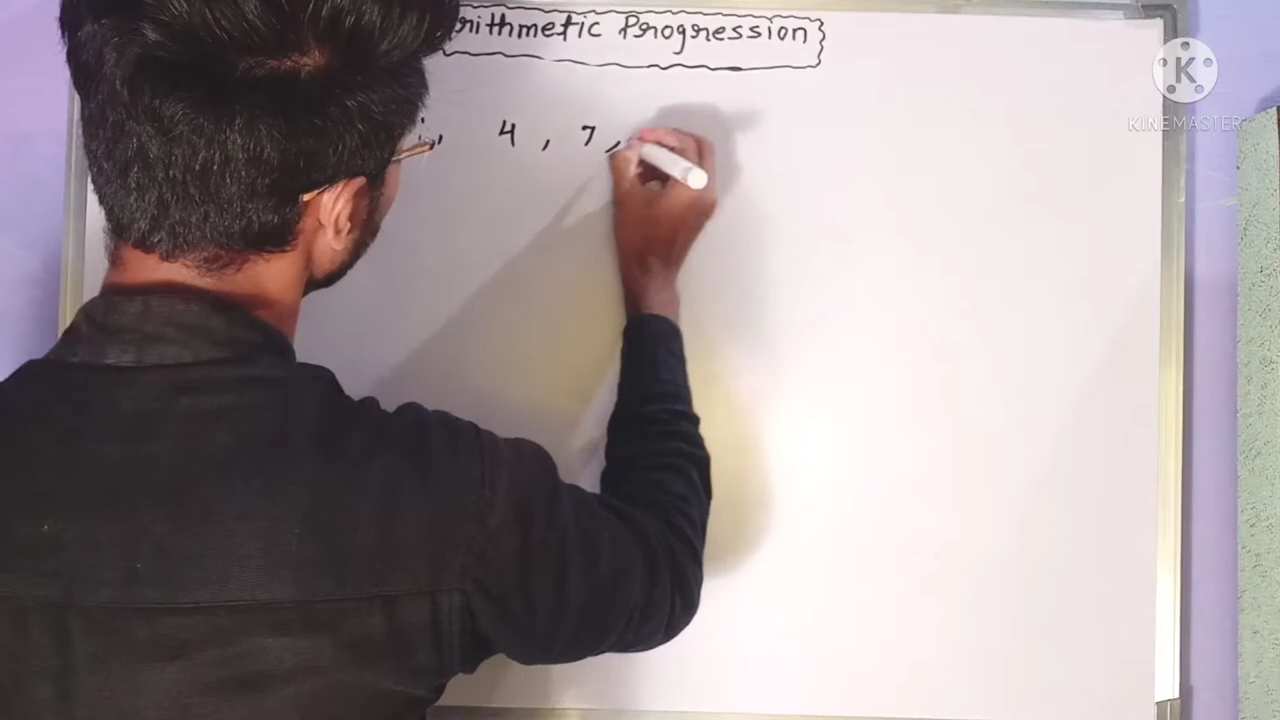 rithmetic Progression
, 4 , 7 ,
K
KINEMASTER